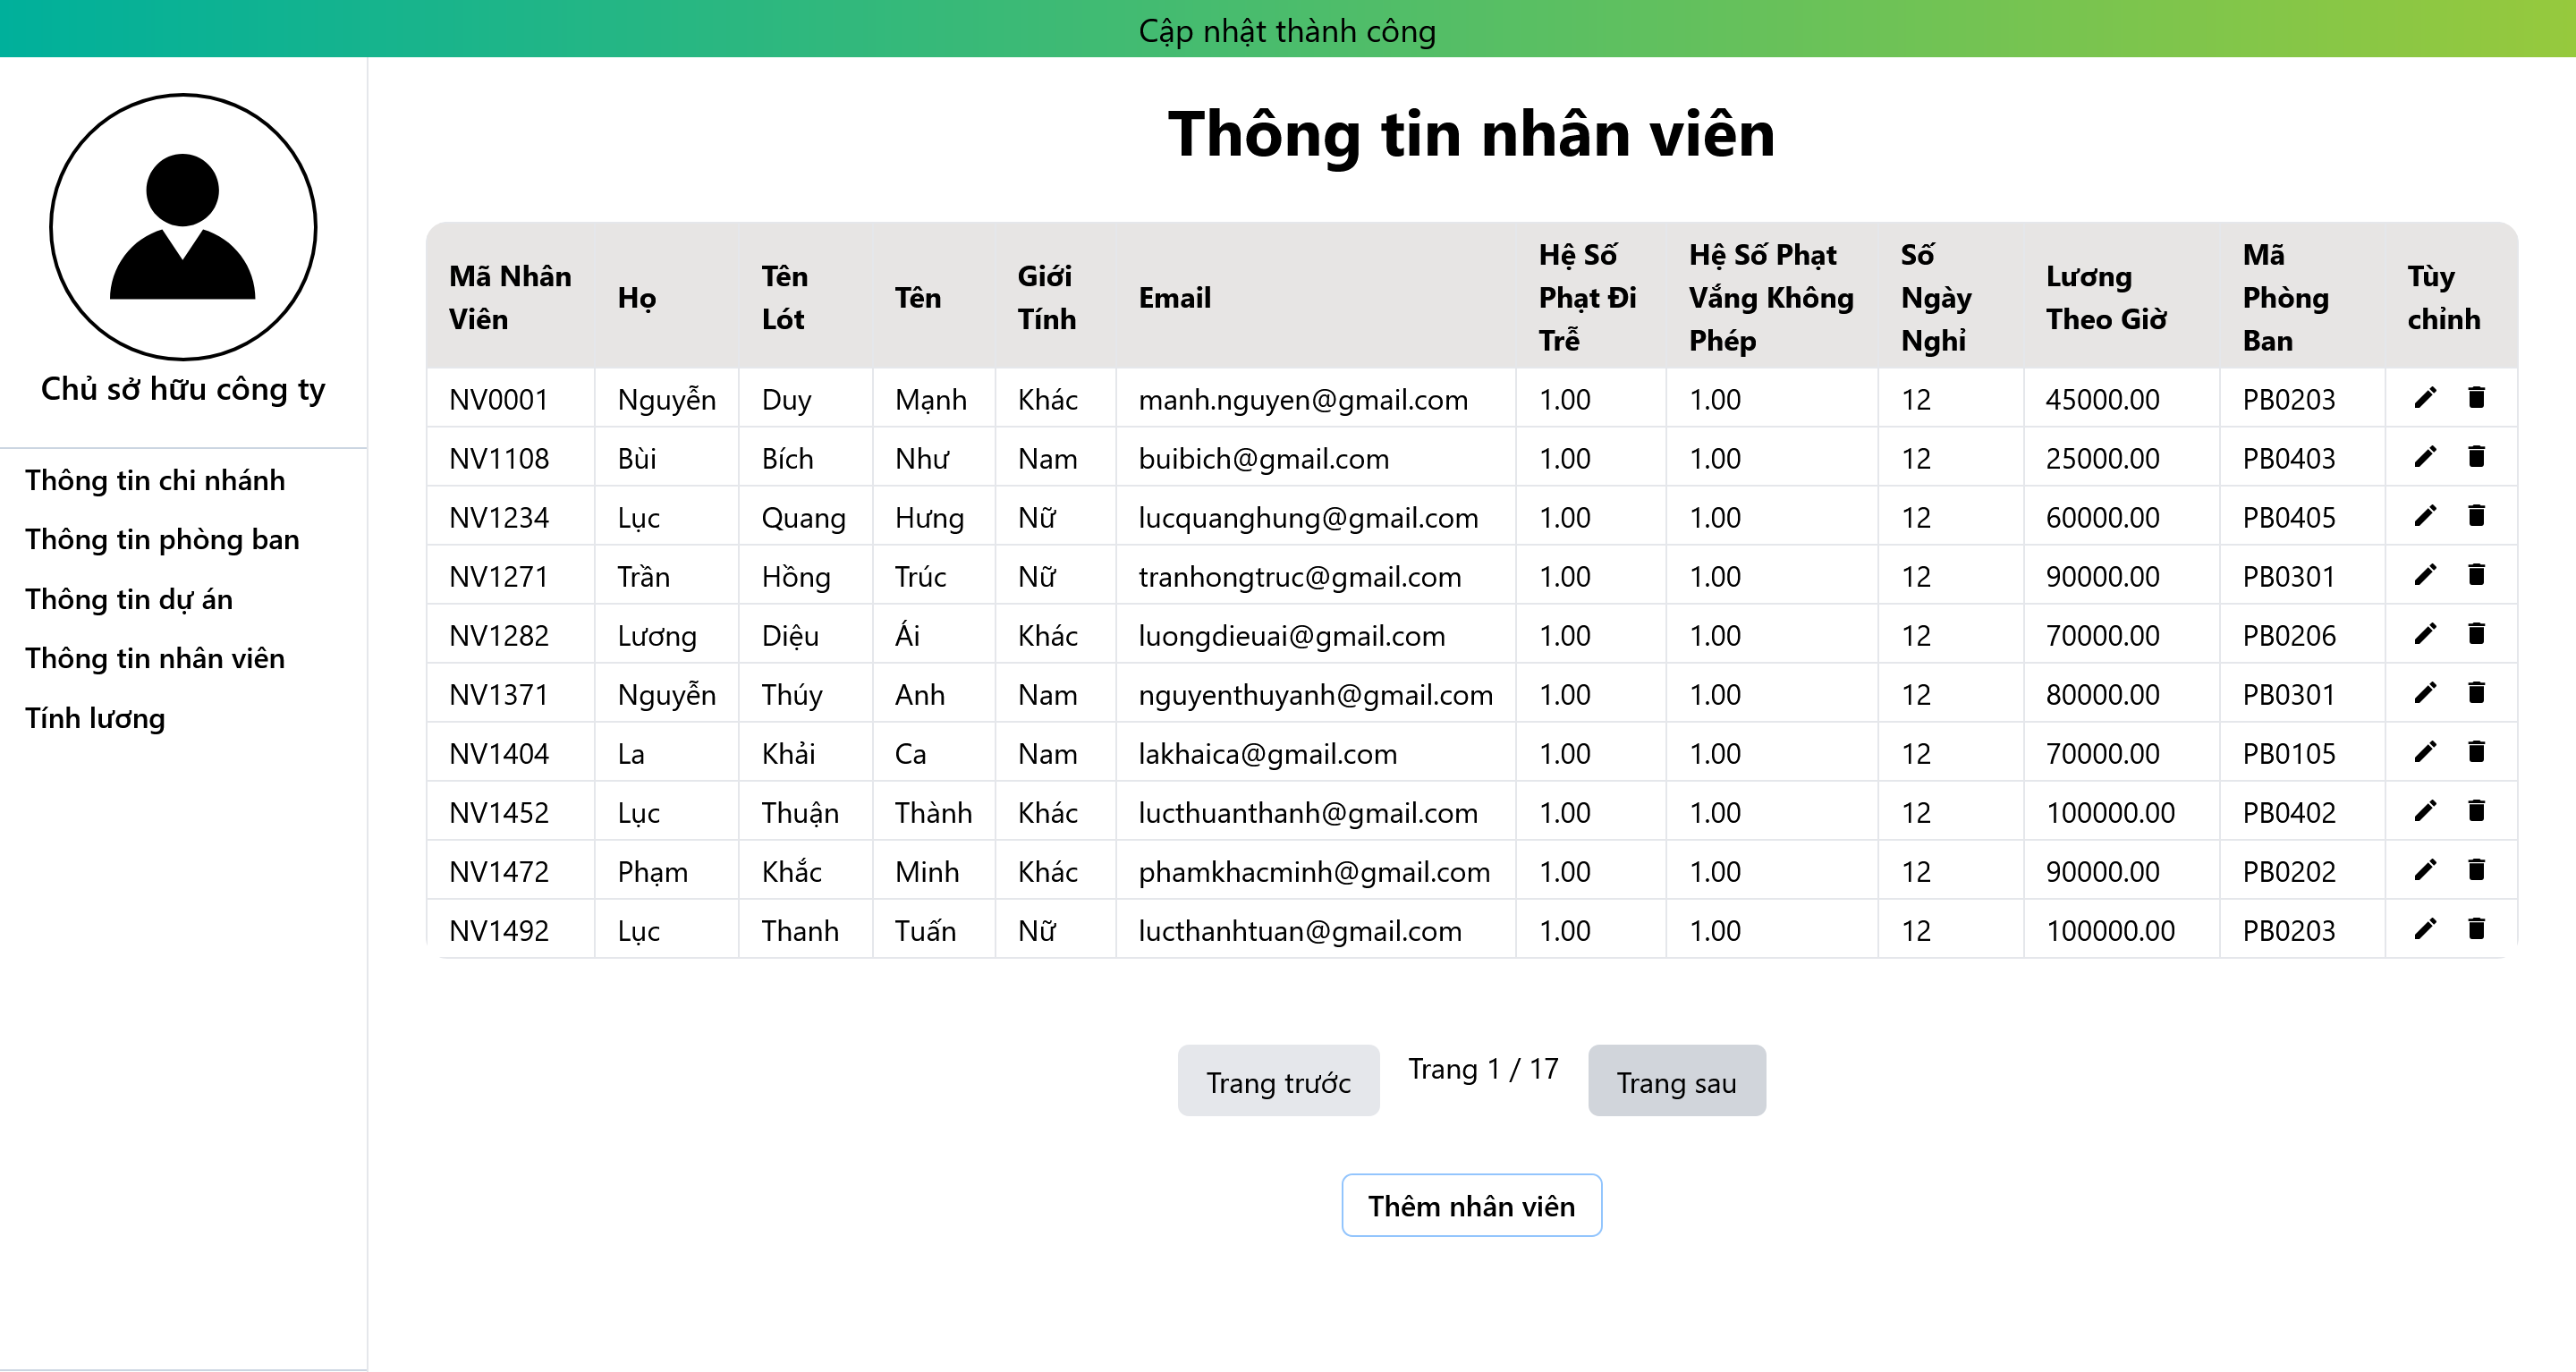 Cập nhật thành công
Chủ sở hữu công ty
Thông tin chi nhánh
Thông tin phòng ban
Thông tin dự án
Thông tin nhân viên
Tính lương
Thông tin nhân viên
Mã Nhân Viên Họ Tên Lót Tên Giới Tính Email Hệ Số Phạt Đi Trễ Hệ Số Phạt Vắng Không Phép Số Ngày Nghỉ Lương Theo Giờ Mã Phòng Ban Tùy chỉnh
NV0001 Nguyễn Duy Mạnh Khác manh.nguyen@gmail.com 1.00 1.00 12 45000.00 PB0203
NV1108 Bùi Bích Như Nam buibich@gmail.com 1.00 1.00 12 25000.00 PB0403
NV1234 Lục Quang Hưng Nữ lucquanghung@gmail.com 1.00 1.00 12 60000.00 PB0405
NV1271 Trần Hồng Trúc Nữ tranhongtruc@gmail.com 1.00 1.00 12 90000.00 PB0301
NV1282 Lương Diệu Ái Khác luongdieuai@gmail.com 1.00 1.00 12 70000.00 PB0206
NV1371 Nguyễn Thúy Anh Nam nguyenthuyanh@gmail.com 1.00 1.00 12 80000.00 PB0301
NV1404 La Khải Ca Nam lakhaica@gmail.com 1.00 1.00 12 70000.00 PB0105
NV1452 Lục Thuận Thành Khác lucthuanthanh@gmail.com 1.00 1.00 12 100000.00 PB0402
NV1472 Phạm Khắc Minh Khác phamkhacminh@gmail.com 1.00 1.00 12 90000.00 PB0202
NV1492 Lục Thanh Tuấn Nữ lucthanhtuan@gmail.com 1.00 1.00 12 100000.00 PB0203
Trang trước Trang 1 / 17 Trang sau
Thêm nhân viên